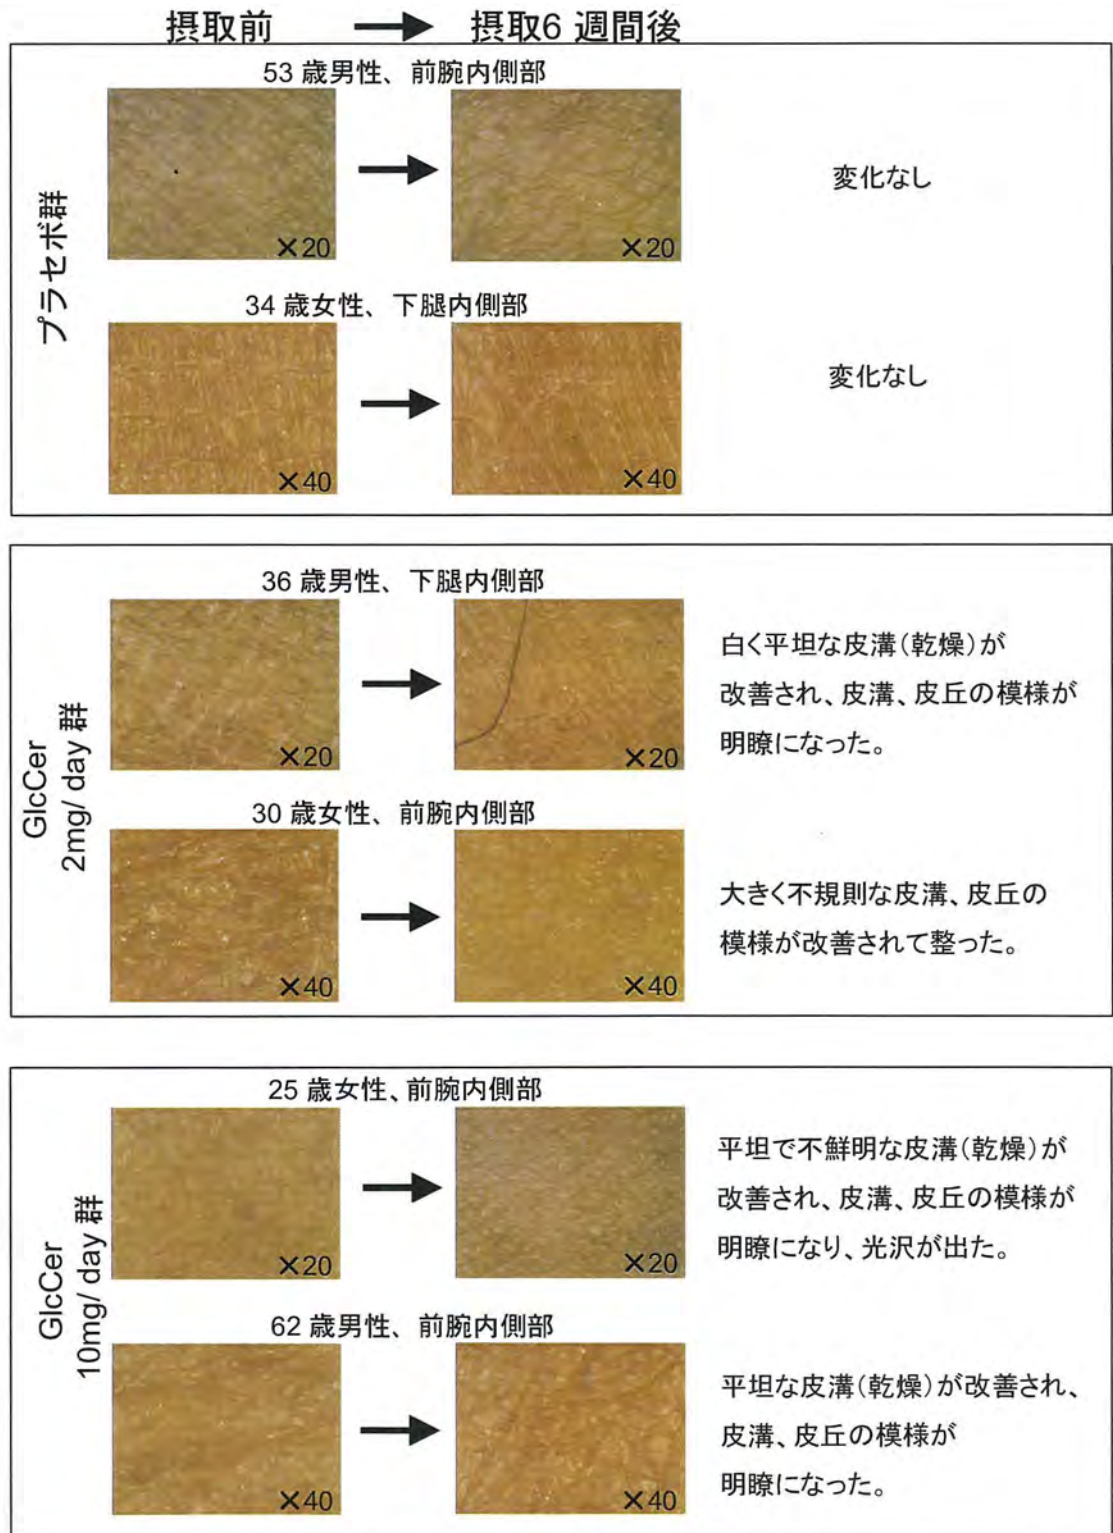 摂取前 → 摂取6 週間後
プラセボ群
53 歳男性、 前腕内側部
×20
×20
変化なし
34 歳女性、 下腿内側部
×40
×40
変化なし
GlcCer
2mg/ day 群
36 歳男性、 下腿内側部
×20
×20
白く平坦な皮溝(乾燥)が
改善され、皮溝、皮丘の模様が
明瞭になった。
30 歳女性、 前腕内側部
×40
×40
大きく不規則な皮溝、皮丘の
模様が改善されて整った。
GlcCer
10mg/ day 群
25 歳女性、前腕内側部
×20
×20
平坦で不鮮明な皮溝(乾燥)が
改善され、皮溝、皮丘の模様が
明瞭になり、光沢が出た。
62 歳男性、 前腕内側部
×40
×40
平坦な皮溝(乾燥)が改善され、
皮溝、皮丘の模様が
明瞭になった。